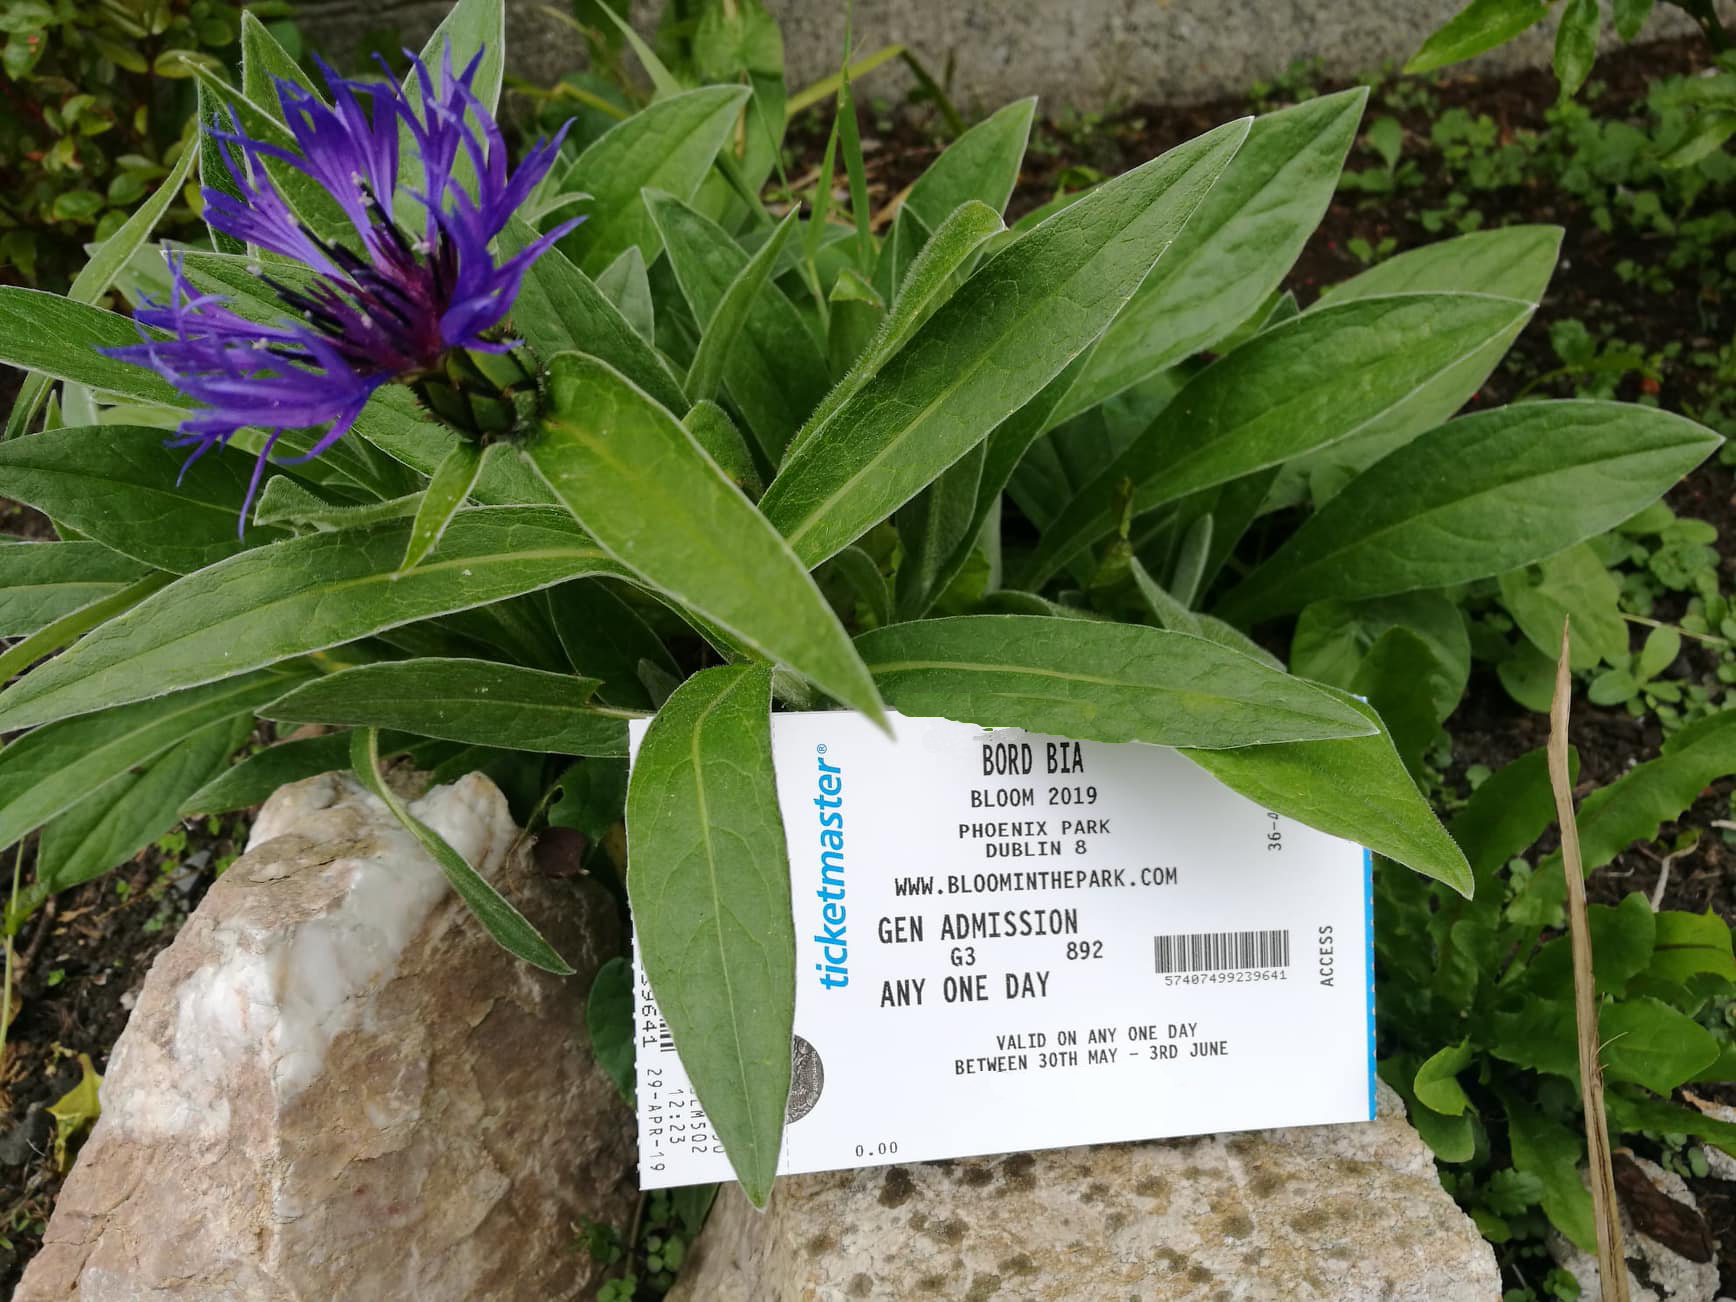 ticketmaster®
BORD BIA
BLOOM 2019
PHOENIX PARK
DUBLIN 8
WWW.BLOOMINTHEPARK.COM
GEN ADMISSION
G3 892
ANY ONE DAY
57407499239641
ACCESS
VALID ON ANY ONE DAY
BETWEEN 30TH MAY - 3RD JUNE
0.00
29-APR-19
12:23